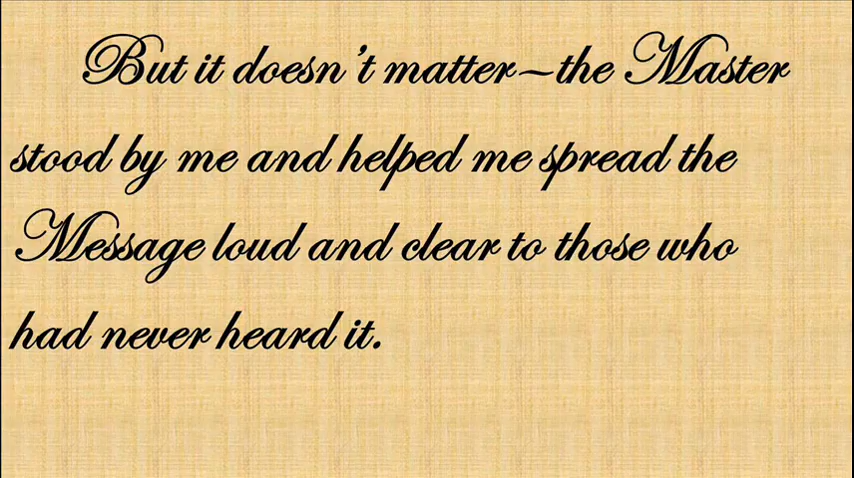 But it doesn't matter—the Master
stood by me and helped me spread the
Message loud and clear to those who
had never heard it.